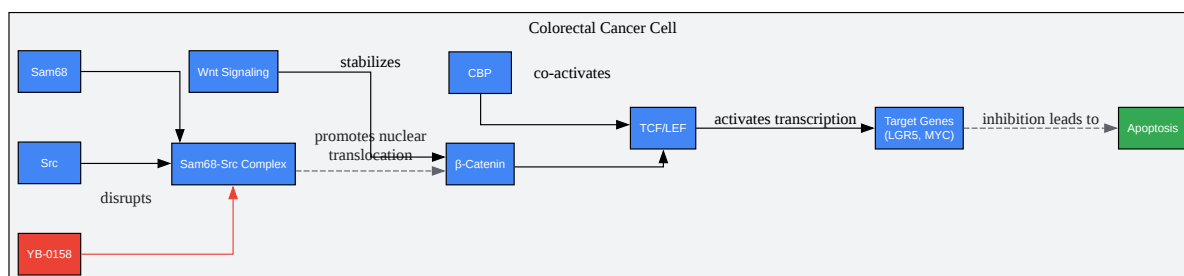 Colorectal Cancer Cell
Sam68
Wnt Signaling
stabilizes
CBP
co-activates
TCF/LEF
activates transcription
Target Genes
(LGR5, MYC)
inhibition leads to
Apoptosis
promotes nuclear
translocation
Src
Sam68-Src Complex
β-Catenin
disrupts
YB-0158